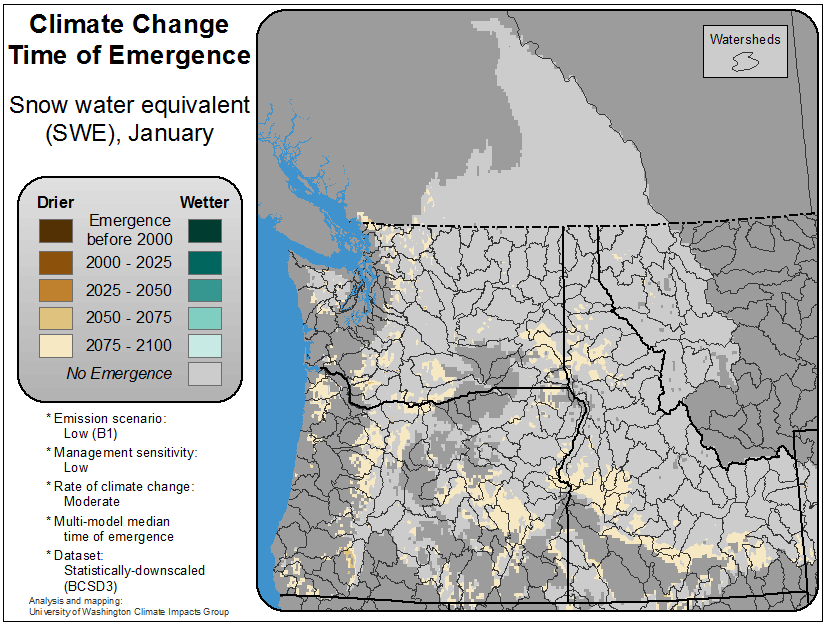 Climate Change
Time of Emergence
Snow water equivalent
(SWE), January
Drier
Wetter
Emergence
before 2000
2000 - 2025
2025 - 2050
2050 - 2075
2075 - 2100
No Emergence
* Emission scenario:
Low (B1)
* Management sensitivity:
Low
* Rate of climate change:
Moderate
* Multi-model median
time of emergence
* Dataset:
Statistically-downscaled
(BCSD3)
Analysis and mapping:
University of Washington Climate Impacts Group
Watersheds